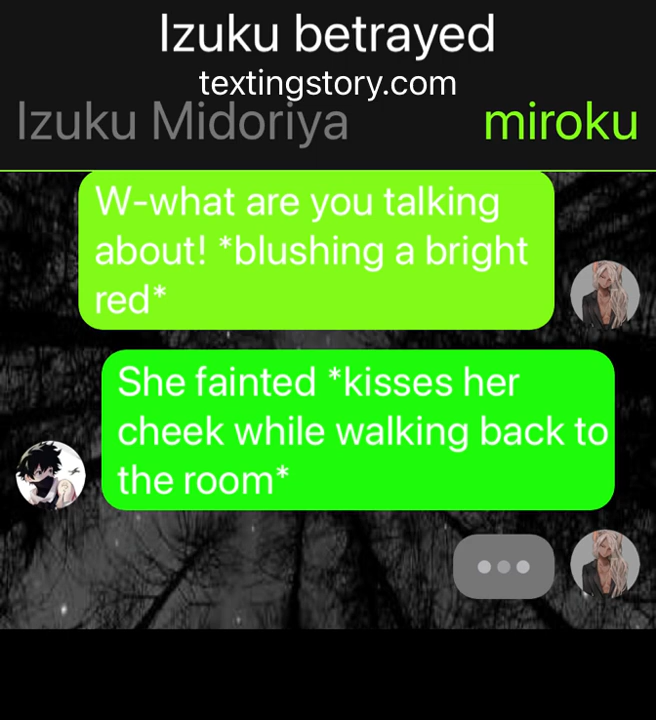 Izuku betrayed
textingstory.com
Izuku Midoriya
miroku
W-what are you talking
about! *blushing a bright
red*
She fainted *kisses her
cheek while walking back to
the room*